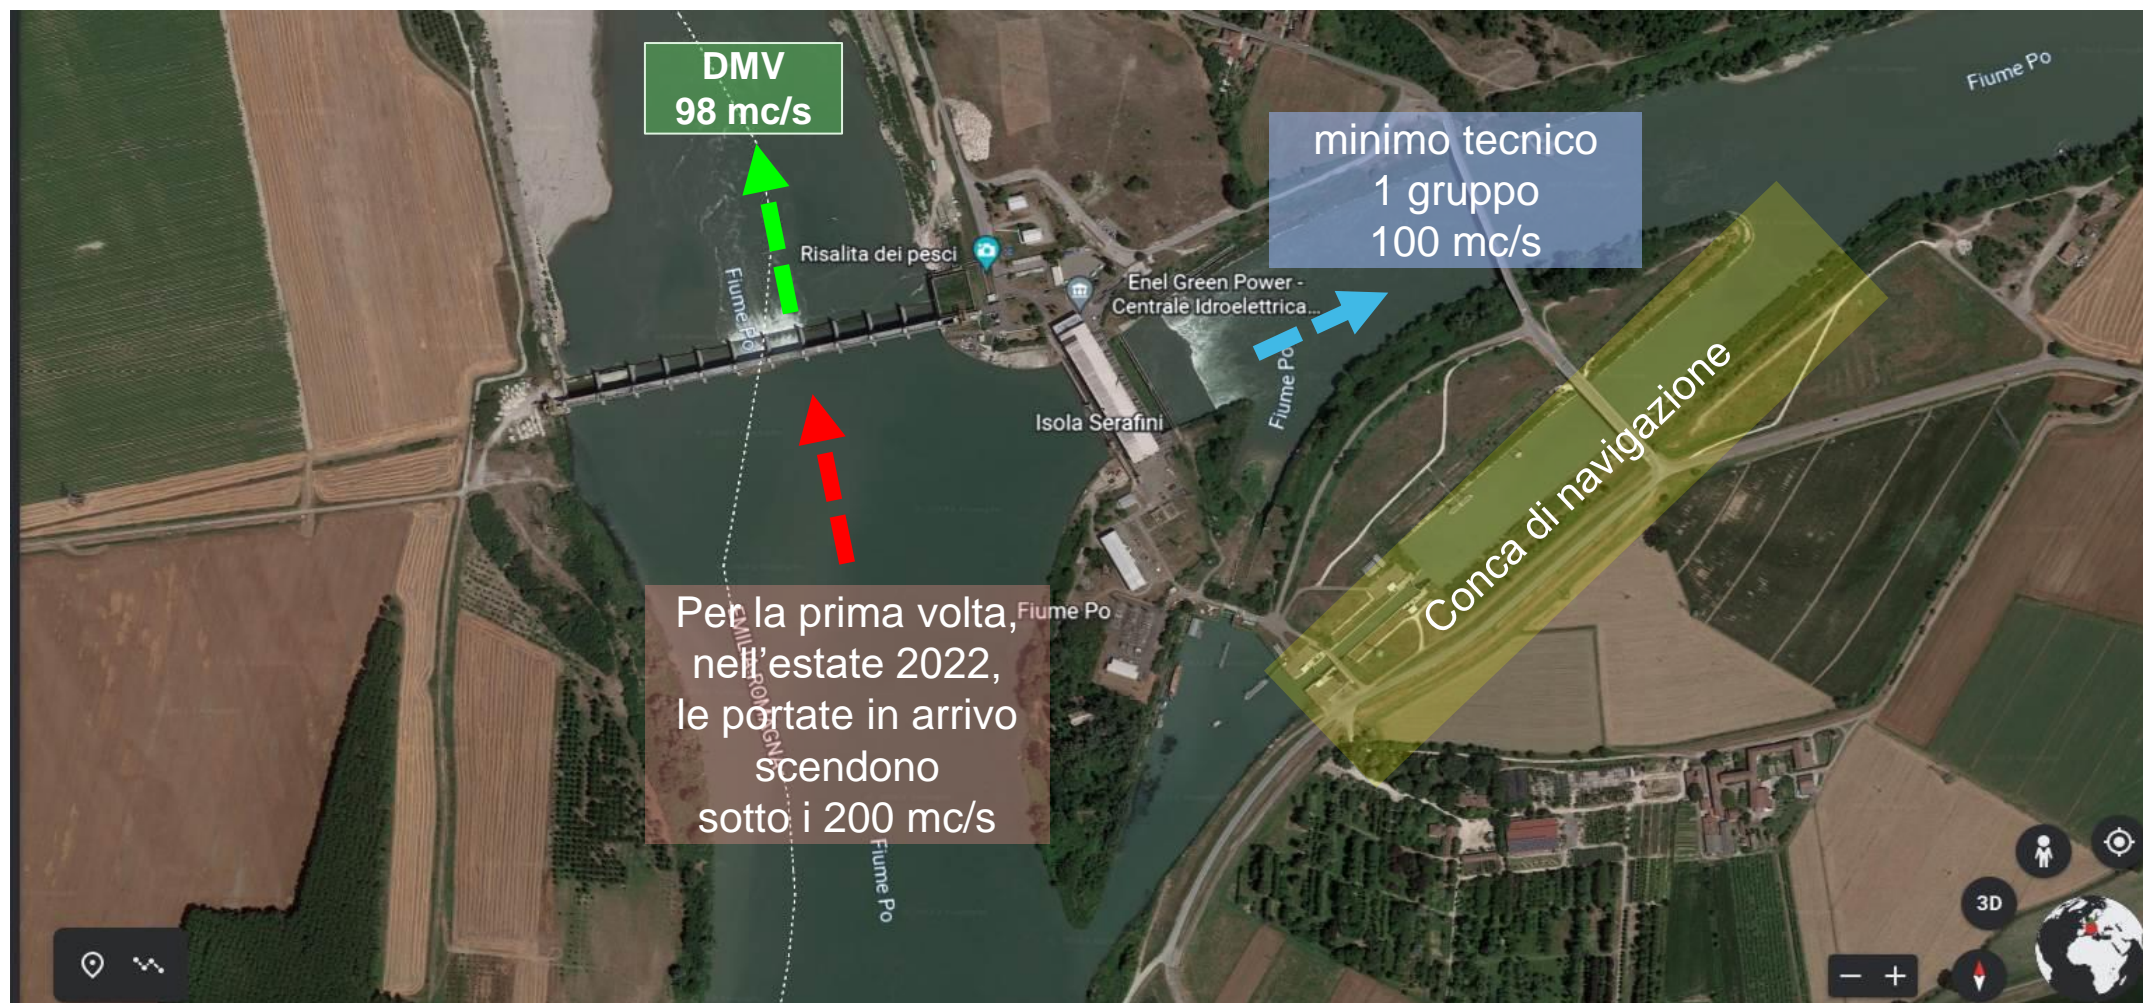 DMV
98 mc/s
Fiume Po
minimo tecnico
1 gruppo
100 mc/s
Risalita dei pesci
Fiume Po
Enel Green Power -
Centrale Idroelettrica...
Fiume Po
Isola Serafini
Conca di navigazione
Per la prima volta,
nell'estate 2022,
le portate in arrivo
scendono
sotto i 200 mc/s
Fiume Po
EMILIA-ROMAGNA
Fiume Po
3D